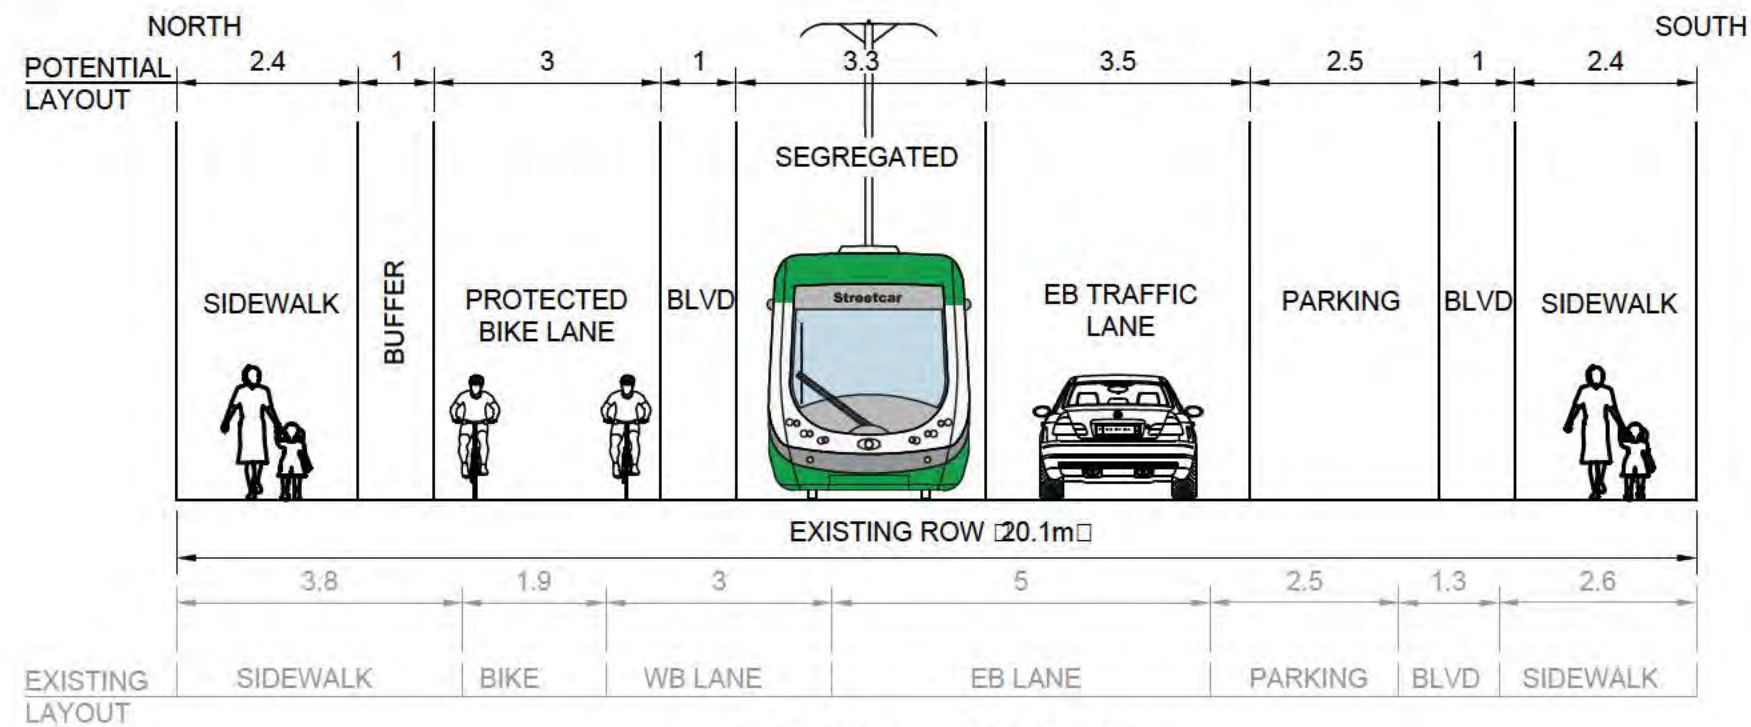 NORTH
SOUTH
POTENTIAL
LAYOUT
2.4
1
3
1
3.3
3.5
2.5
1
2.4
SEGREGATED
SIDEWALK
BUFFER
PROTECTED
BIKE LANE
BLVD
Streetcar
EB TRAFFIC
LANE
PARKING
BLVD
SIDEWALK
EXISTING ROW □20.1m□
3.8
1.9
3
5
2.5
1.3
2.6
EXISTING
LAYOUT
SIDEWALK
BIKE
WB LANE
EB LANE
PARKING
BLVD
SIDEWALK